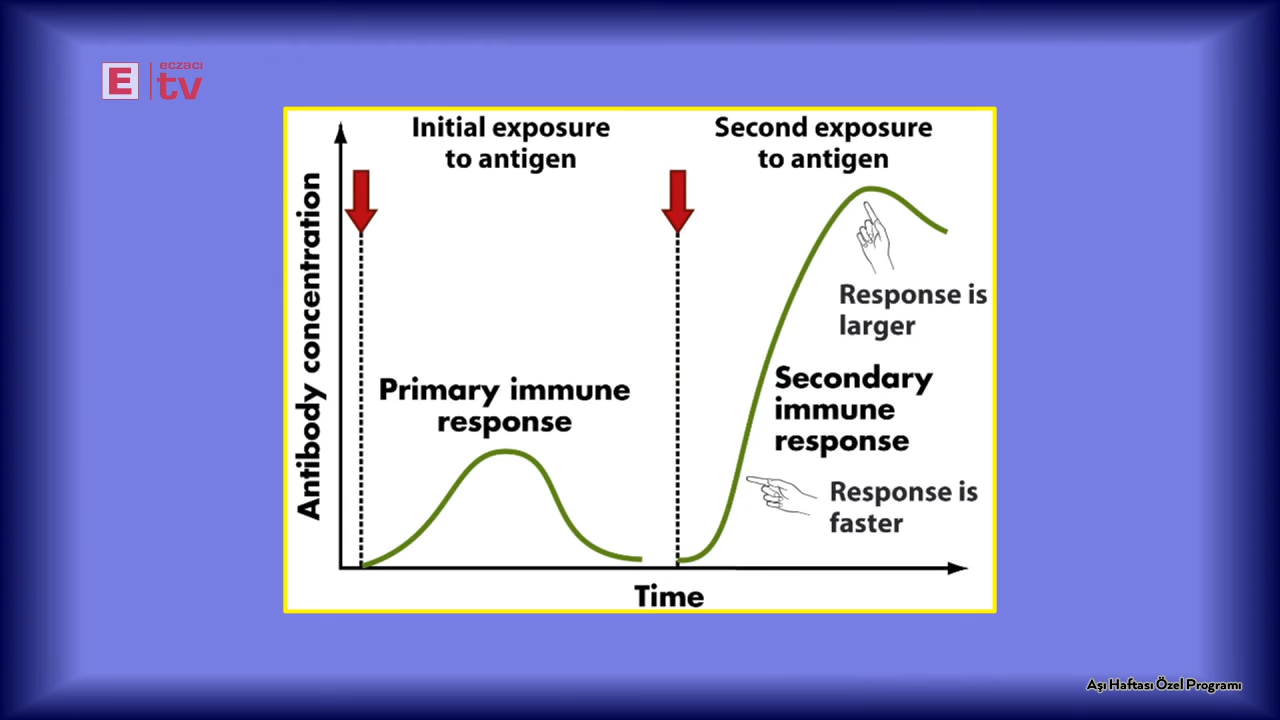 E
eczacı
tv
Initial exposure
to antigen
Second exposure
to antigen
Antibody concentration
Response is
larger
Primary immune
response
Secondary
immune
response
Response is
faster
Time
Aşı Haftası Özel Programı